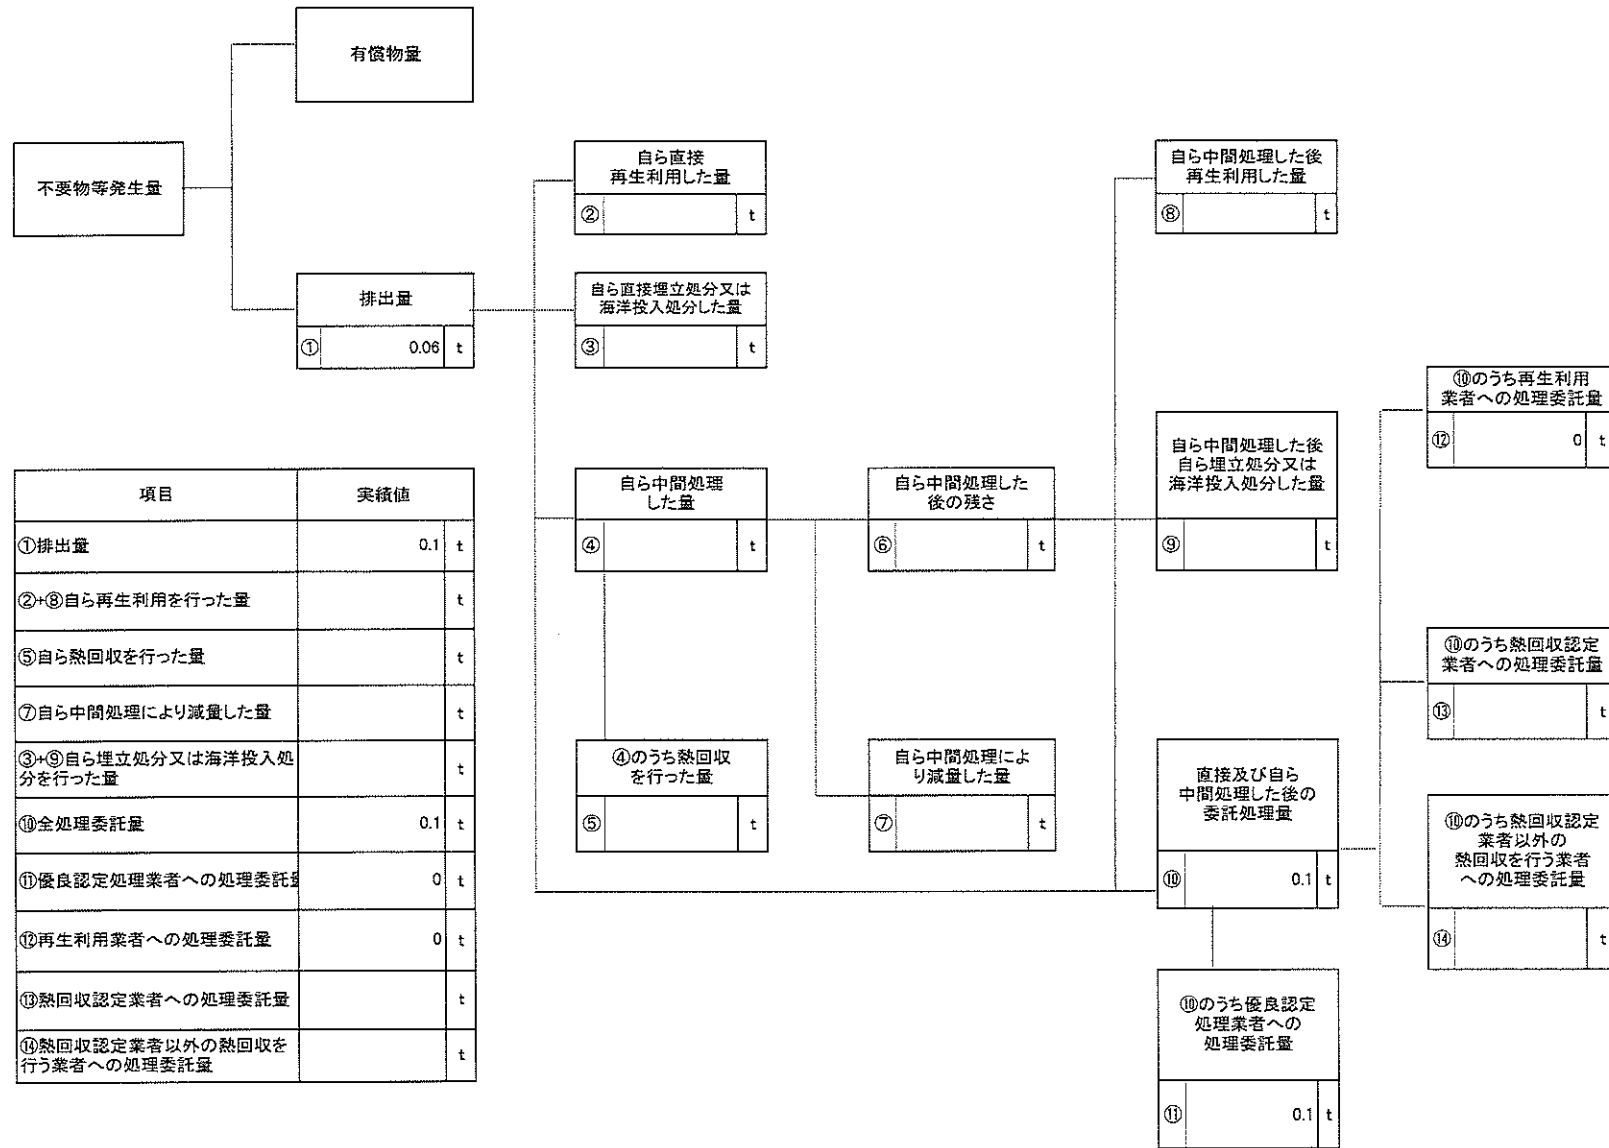 有償物量
不要物等発生量
排出量
① 0.06 t
自ら直接
再生利用した量
② t
自ら直接埋立処分又は
海洋投入処分した量
③ t
自ら中間処理
した量
④ t
④のうち熱回収
を行った量
⑤ t
自ら中間処理した
後の残さ
⑥ t
自ら中間処理によ
り減量した量
⑦ t
自ら中間処理した後
再生利用した量
⑧ t
自ら中間処理した後
自ら埋立処分又は
海洋投入処分した量
⑨ t
直接及び自ら
中間処理した後の
委託処理量
⑩ 0.1 t
⑩のうち優良認定
処理業者への
処理委託量
⑪ 0.1 t
⑩のうち再生利用
業者への処理委託量
⑫ 0 t
⑩のうち熱回収認定
業者への処理委託量
⑬ t
⑩のうち熱回収認定
業者以外の
熱回収を行う業者
への処理委託量
⑭ t
項目 実績値
①排出量 0.1 t
②+⑧自ら再生利用を行った量 t
⑤自ら熱回収を行った量 t
⑦自ら中間処理により減量した量 t
③+⑨自ら埋立処分又は海洋投入処
分を行った量 t
⑩全処理委託量 0.1 t
⑪優良認定処理業者への処理委託量 0 t
⑫再生利用業者への処理委託量 0 t
⑬熱回収認定業者への処理委託量 t
⑭熱回収認定業者以外の熱回収を
行う業者への処理委託量 t